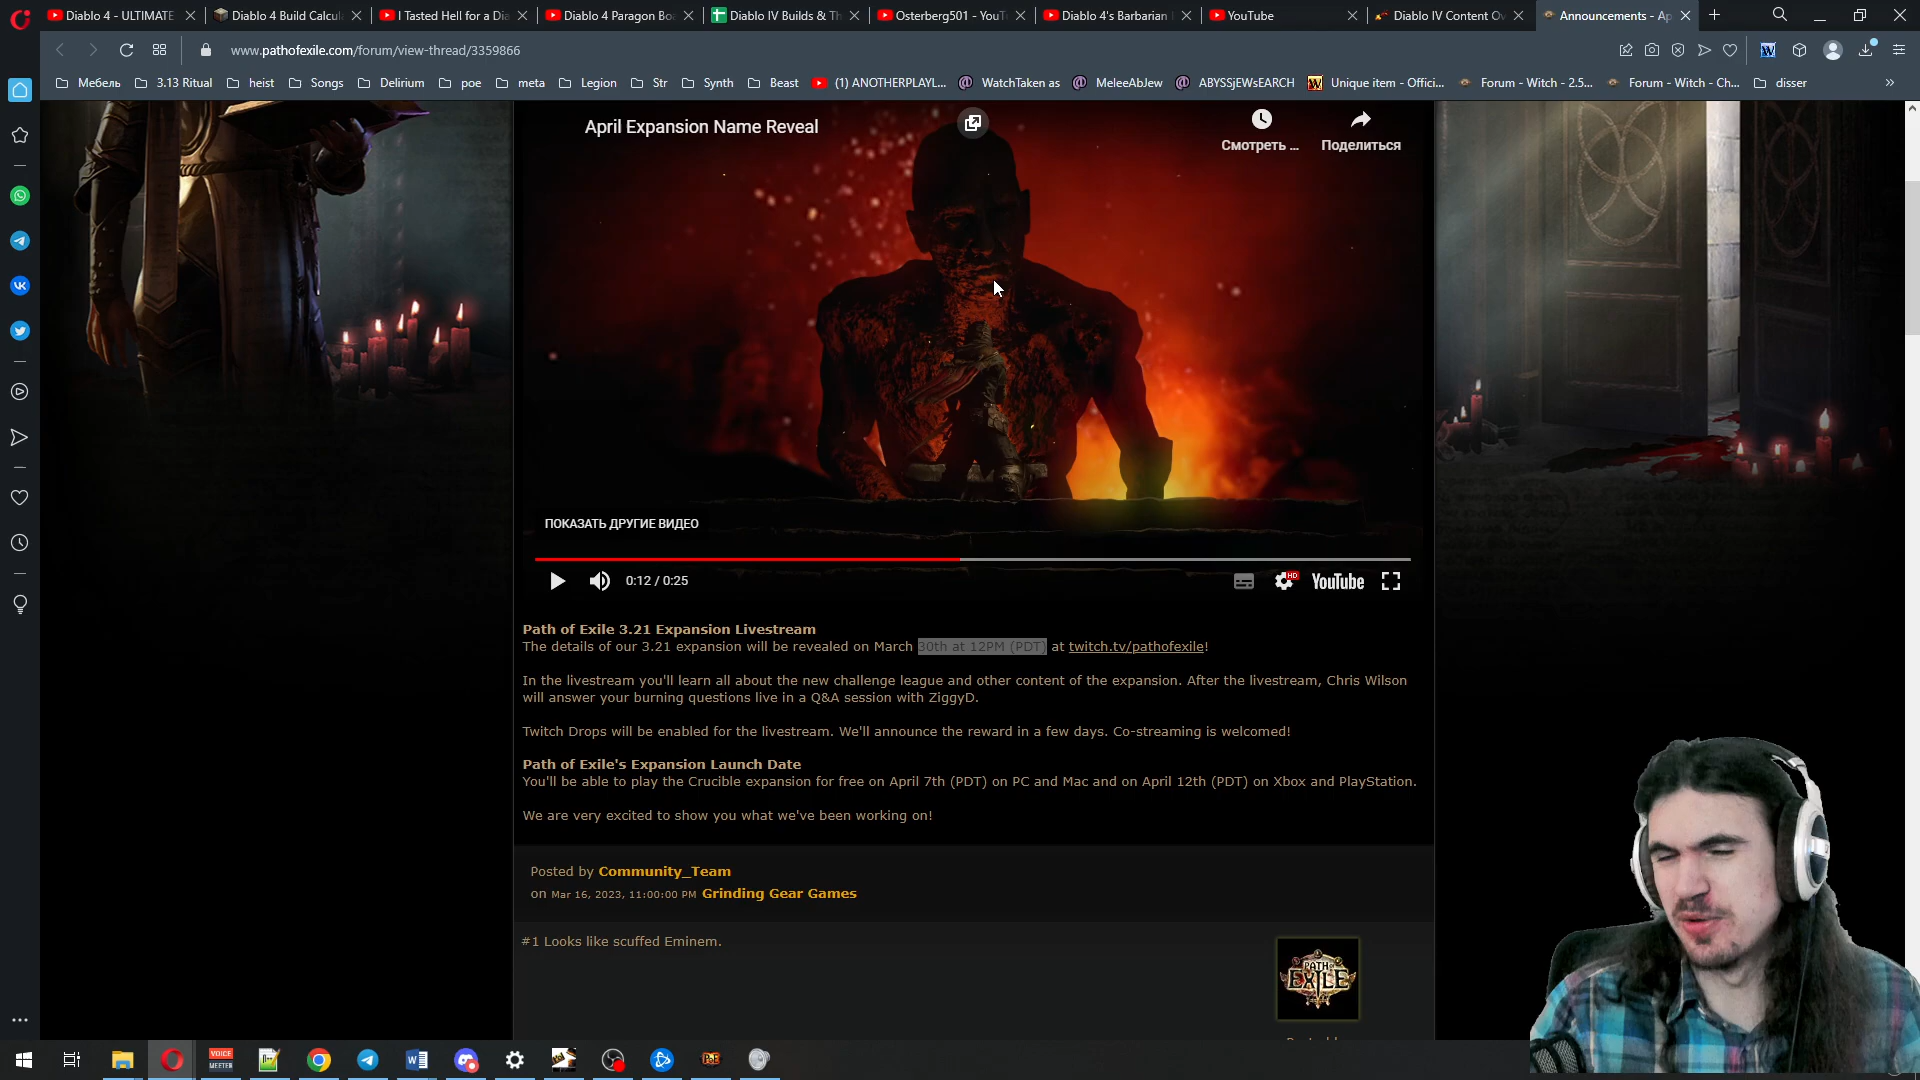 Diablo 4 - ULTIMATE
Diablo 4 Build Calcul
I Tasted Hell for a Dia
Diablo 4 Paragon Bo
Diablo IV Builds & Th
Osterberg501 - YouT
Diablo 4's Barbarian
YouTube
Diablo IV Content Ov
Announcements - Ap
www.pathofexile.com/forum/view-thread/3359866
Мебель
3.13 Ritual
heist
Songs
Delirium
poe
meta
Legion
Str
Synth
Beast
(1) ANOTHERPLAYL...
WatchTaken as
MeleeAbJew
ABYSSjEWsEARCH
Unique item - Offici...
Forum - Witch - 2.5...
Forum - Witch - Ch...
disser
April Expansion Name Reveal
Смотреть ...
Поделиться
ПОКАЗАТЬ ДРУГИЕ ВИДЕО
0:12 / 0:25
HD
YouTube
Path of Exile 3.21 Expansion Livestream
The details of our 3.21 expansion will be revealed on March 30th at 12PM (PDT) at twitch.tv/pathofexile!
In the livestream you'll learn all about the new challenge league and other content of the expansion. After the livestream, Chris Wilson
will answer your burning questions live in a Q&A session with ZiggyD.
Twitch Drops will be enabled for the livestream. We'll announce the reward in a few days. Co-streaming is welcomed!
Path of Exile's Expansion Launch Date
You'll be able to play the Crucible expansion for free on April 7th (PDT) on PC and Mac and on April 12th (PDT) on Xbox and PlayStation.
We are very excited to show you what we've been working on!
Posted by Community_Team
on Mar 16, 2023, 11:00:00 PM Grinding Gear Games
#1 Looks like scuffed Eminem.
PATH OF
EXILE
VOICE
MEETER
PoE